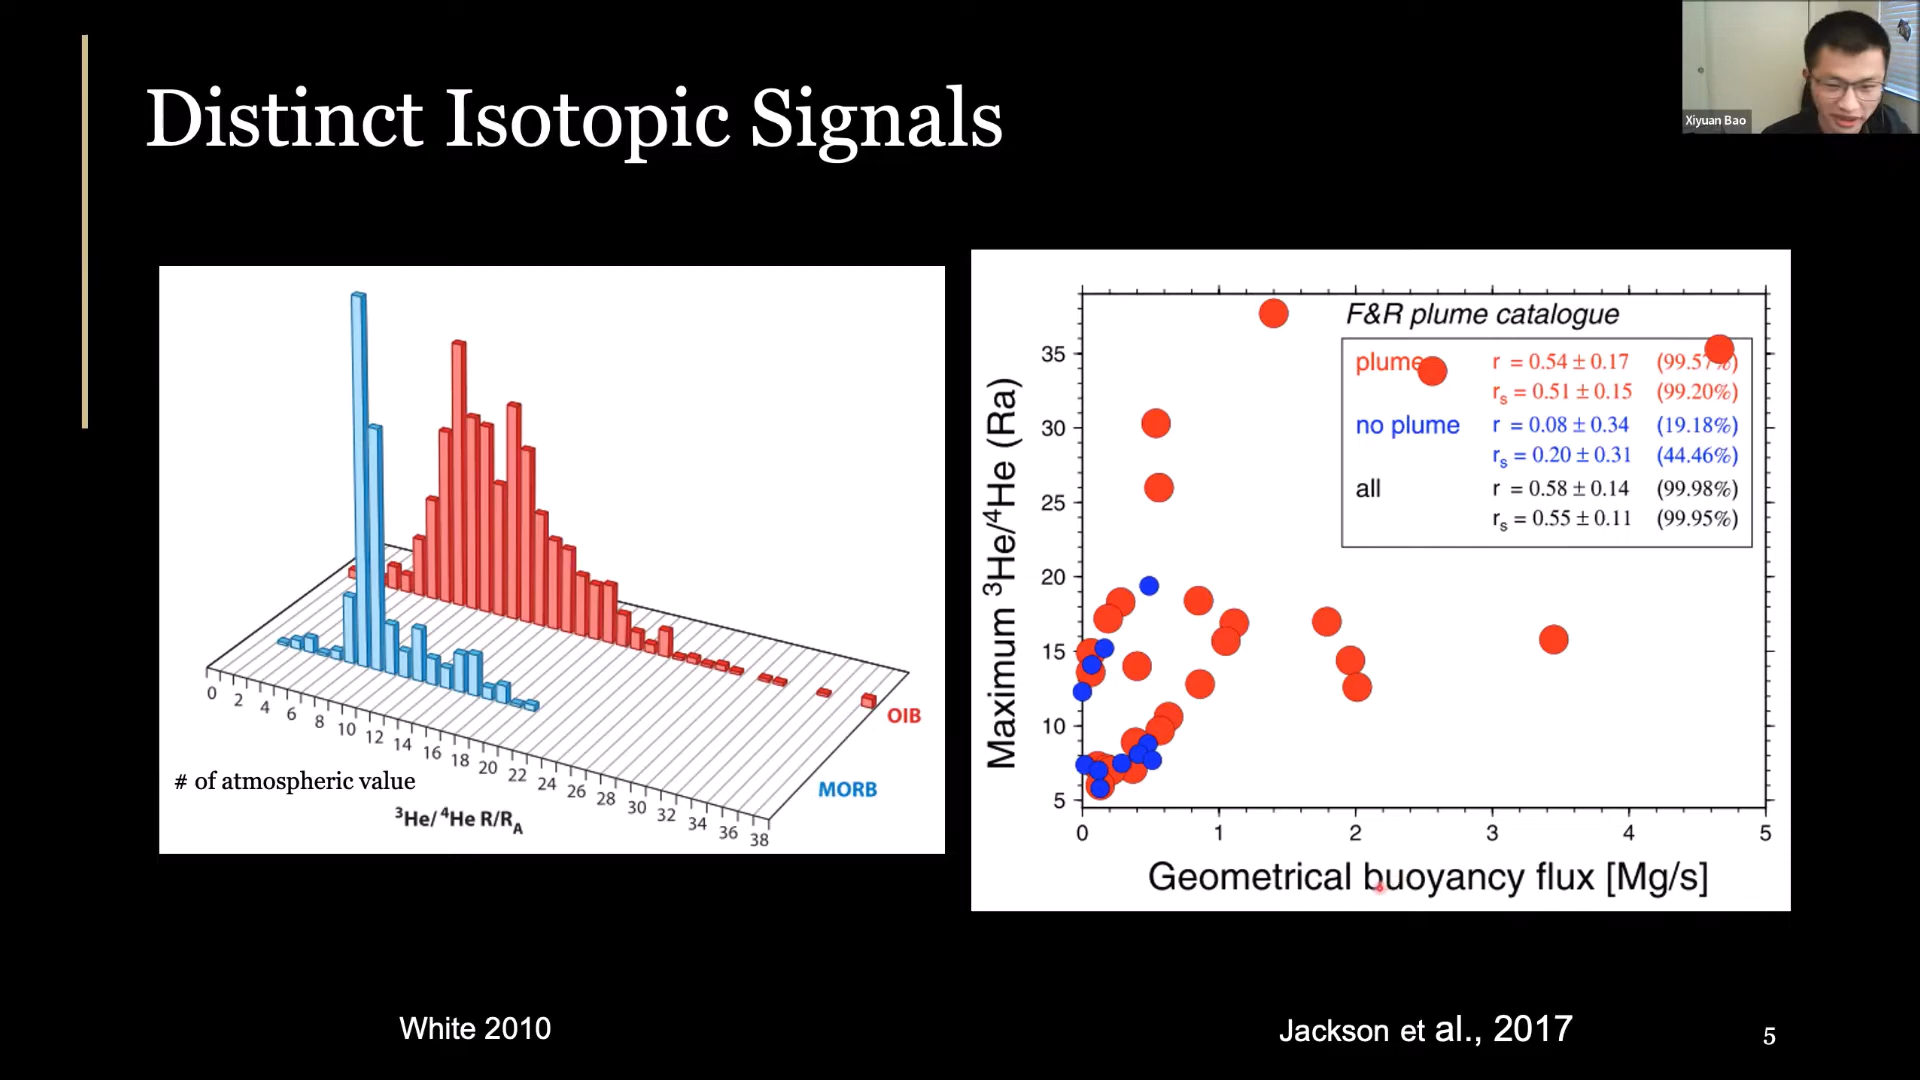 Distinct Isotopic Signals
Xiyuan Bao
0 2 4 6 8 10 12 14 16 18 20 22 24 26 28 30 32 34 36 38
OIB
MORB
# of atmospheric value
³He/ ⁴He R/R_A
F&R plume catalogue
plume r = 0.54 ± 0.17 (99.57%)
r_s = 0.51 ± 0.15 (99.20%)
no plume r = 0.08 ± 0.34 (19.18%)
r_s = 0.20 ± 0.31 (44.46%)
all r = 0.58 ± 0.14 (99.98%)
r_s = 0.55 ± 0.11 (99.95%)
Maximum ³He/⁴He (Ra)
35
30
25
20
15
10
5
0 1 2 3 4 5
Geometrical buoyancy flux [Mg/s]
White 2010
Jackson et al., 2017
5